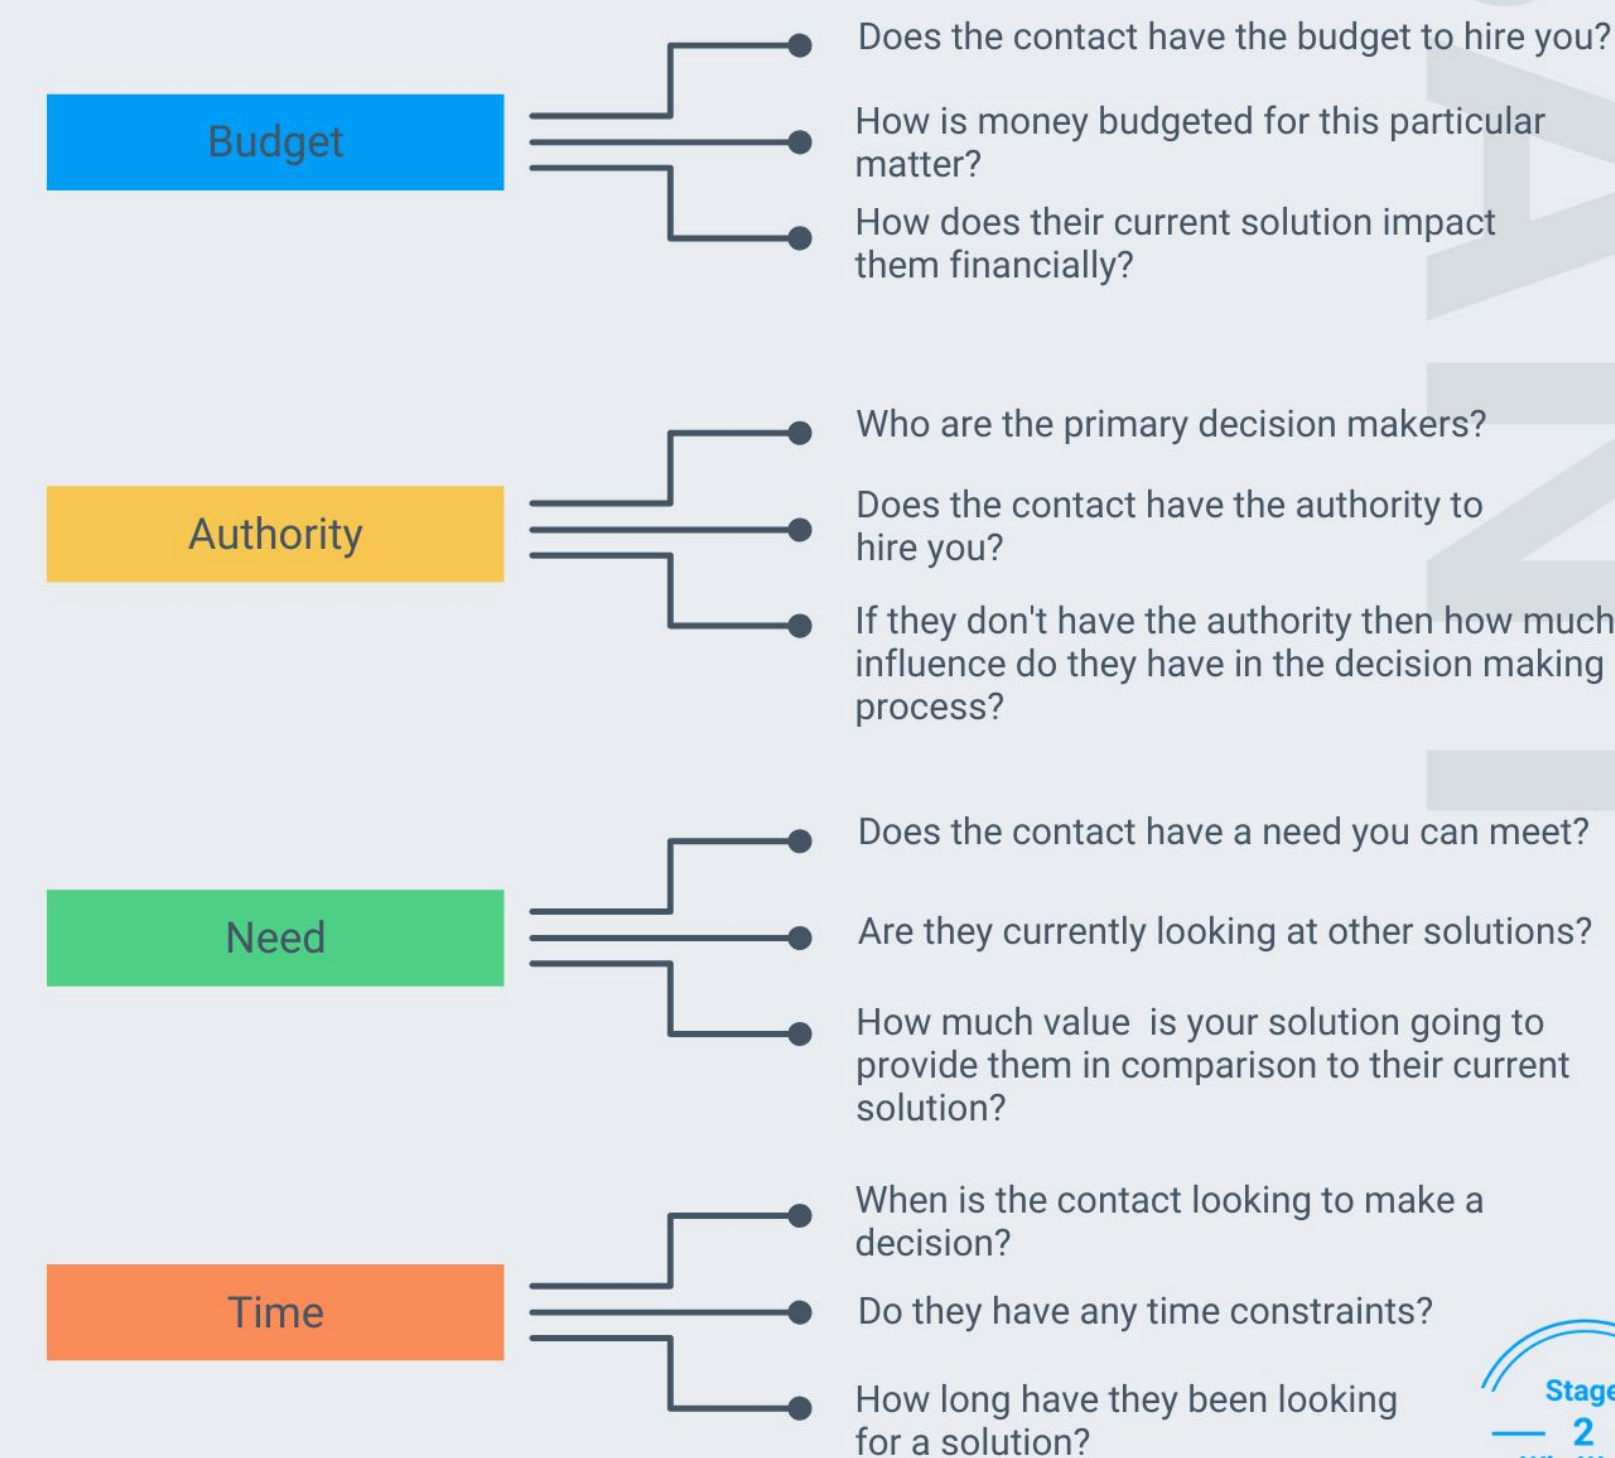 Does the contact have the budget to hire you?
Budget
How is money budgeted for this particular
matter?
How does their current solution impact
them financially?
Who are the primary decision makers?
Authority
Does the contact have the authority to
hire you?
If they don't have the authority then how much
influence do they have in the decision making
process?
Does the contact have a need you can meet?
Need
Are they currently looking at other solutions?
How much value  is your solution going to
provide them in comparison to their current
solution?
When is the contact looking to make a
decision?
Time
Do they have any time constraints?
How long have they been looking
for a solution?
Stage
2